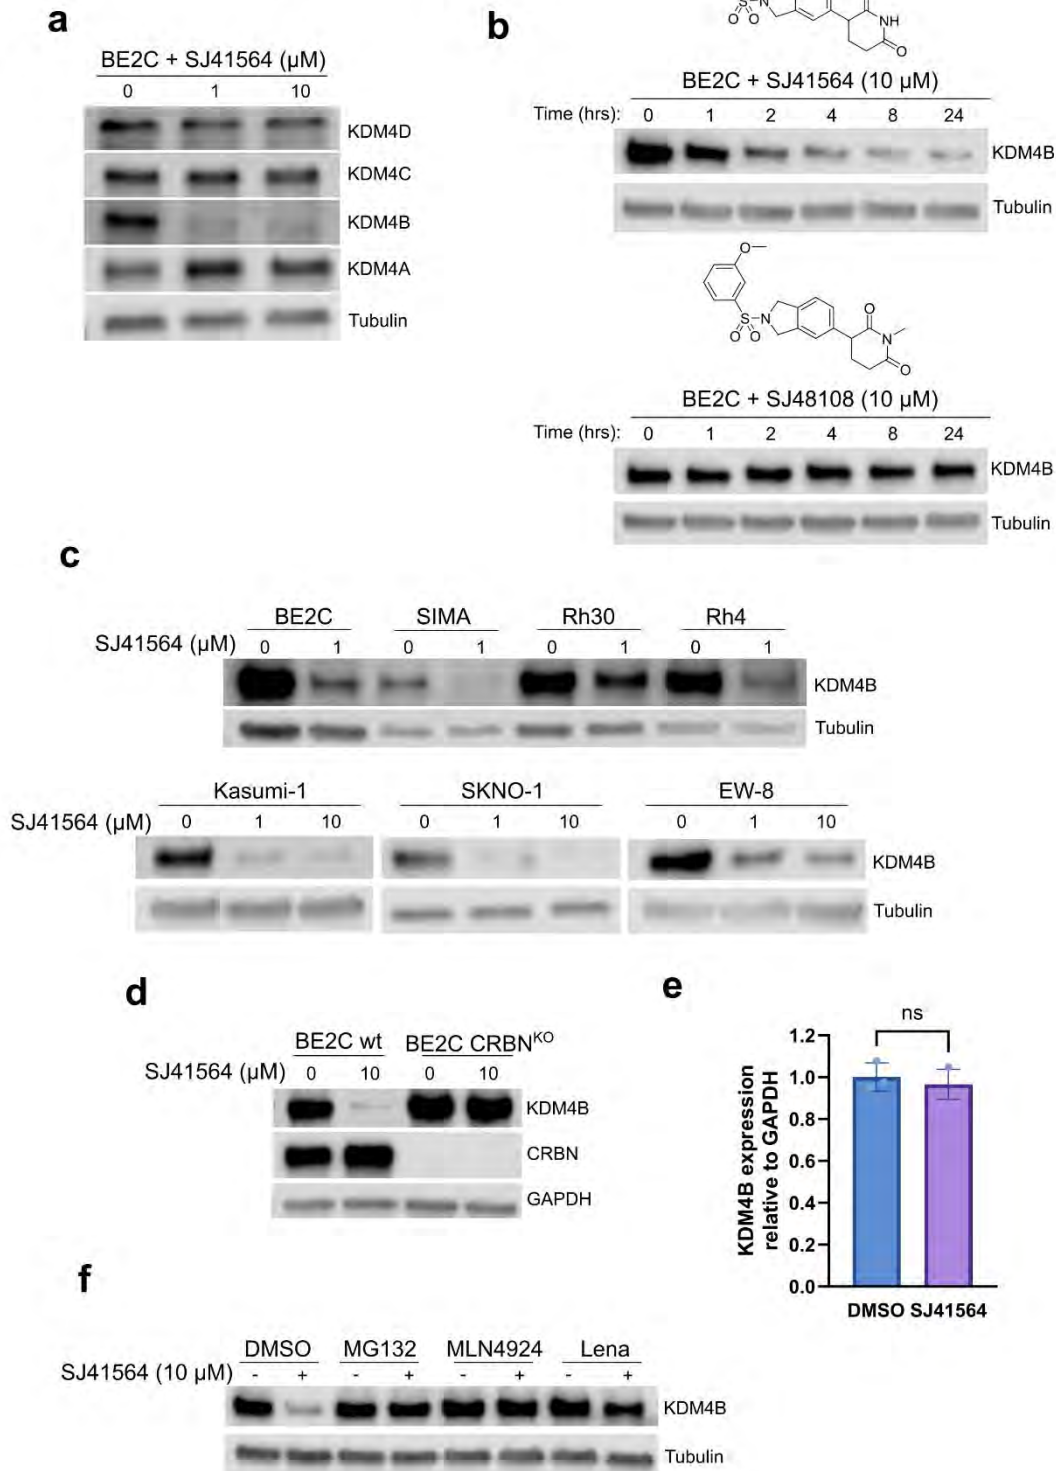 a
BE2C + SJ41564 (µM)
0 1 10
KDM4D
KDM4C
KDM4B
KDM4A
Tubulin
b
S N
O O
NH
O
BE2C + SJ41564 (10 µM)
Time (hrs): 0 1 2 4 8 24
KDM4B
Tubulin
O
O
S N
O O
N
O
BE2C + SJ48108 (10 µM)
Time (hrs): 0 1 2 4 8 24
KDM4B
Tubulin
c
BE2C SIMA Rh30 Rh4
SJ41564 (µM) 0 1 0 1 0 1 0 1
KDM4B
Tubulin
Kasumi-1 SKNO-1 EW-8
SJ41564 (µM) 0 1 10 0 1 10 0 1 10
KDM4B
Tubulin
d
BE2C wt BE2C CRBN^KO
SJ41564 (µM) 0 10 0 10
KDM4B
CRBN
GAPDH
e
ns
KDM4B expression
relative to GAPDH
1.2
1.0
0.8
0.6
0.4
0.2
0.0
DMSO SJ41564
f
DMSO MG132 MLN4924 Lena
SJ41564 (10 µM) - + - + - + - +
KDM4B
Tubulin